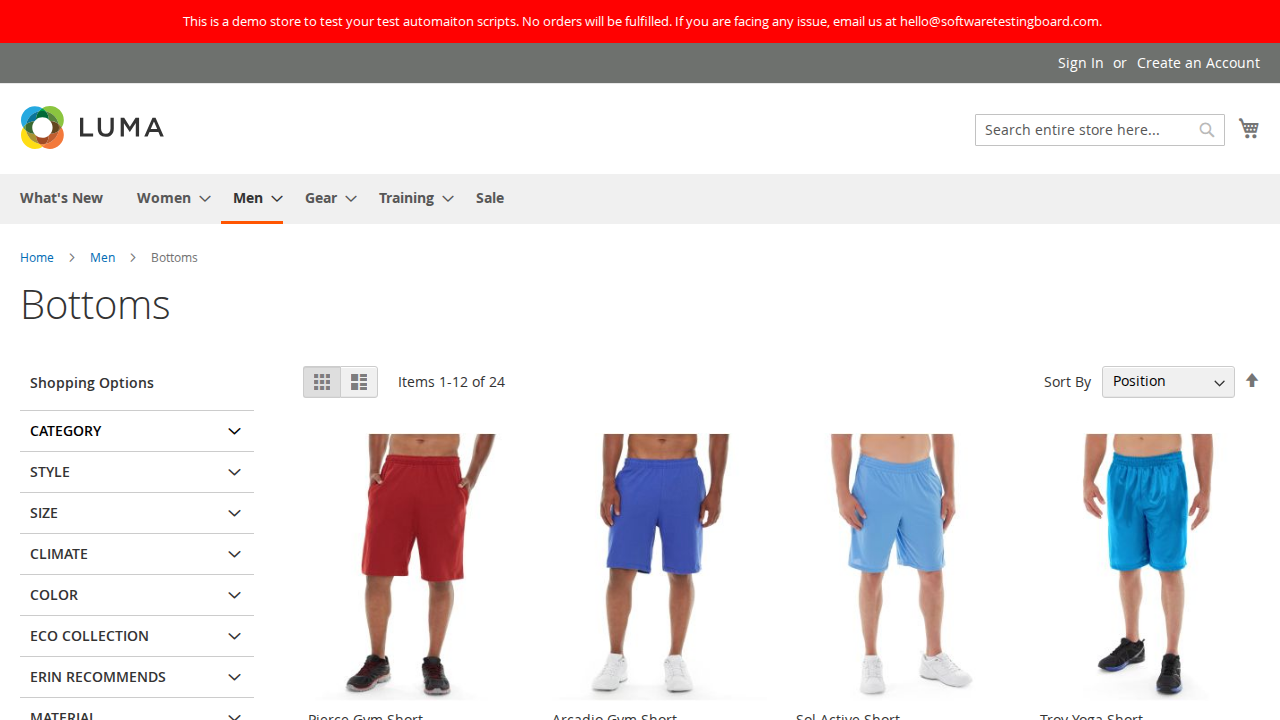 This is a demo store to test your test automaiton scripts. No orders will be fulfilled. If you are facing any issue, email us at hello@softwaretestingboard.com.
Sign In or Create an Account
LUMA
Search entire store here...
What's New Women Men Gear Training Sale
Home Men Bottoms
Bottoms
Shopping Options
Items 1-12 of 24
Sort By Position
CATEGORY
STYLE
SIZE
CLIMATE
COLOR
ECO COLLECTION
ERIN RECOMMENDS
MATERIAL
Pierce Gym Short
Arcadio Gym Short
Sol Active Short
Troy Yoga Short